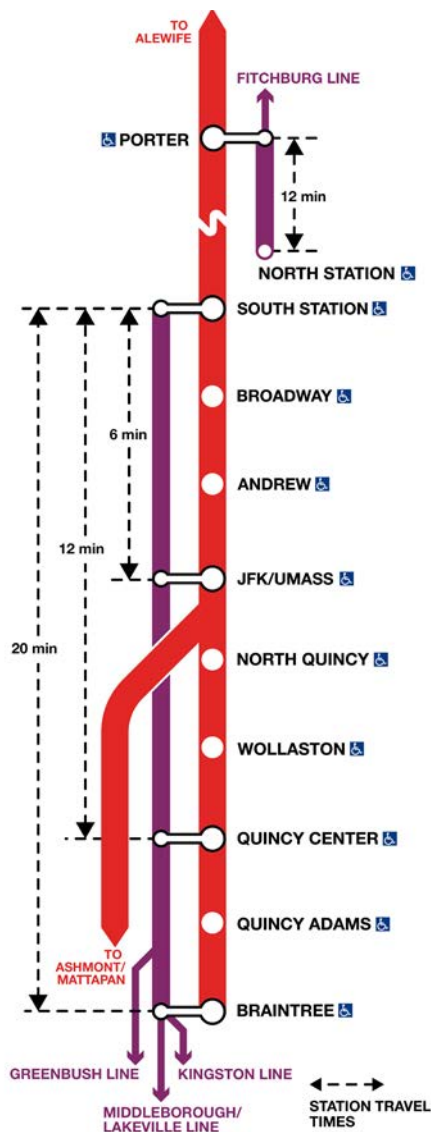 TO
ALEWIFE
FITCHBURG LINE
PORTER
12 min
NORTH STATION
SOUTH STATION
BROADWAY
6 min
ANDREW
12 min
JFK/UMASS
20 min
NORTH QUINCY
WOLLASTON
QUINCY CENTER
QUINCY ADAMS
TO
ASHMONT/
MATTAPAN
BRAINTREE
GREENBUSH LINE
KINGSTON LINE
MIDDLEBOROUGH/
LAKEVILLE LINE
STATION TRAVEL
TIMES